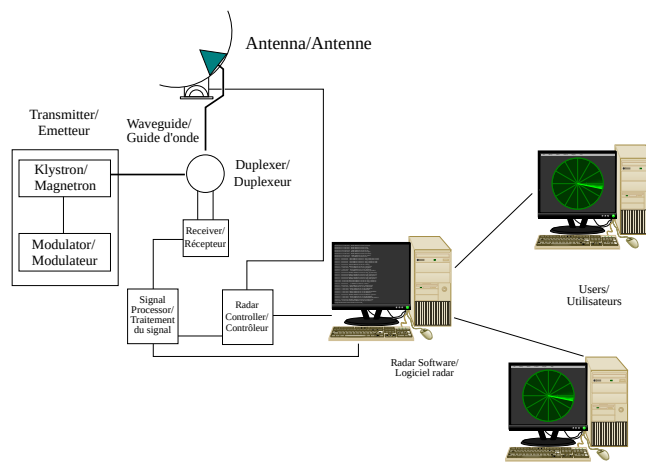 Antenna/Antenne
Transmitter/
Emetteur
Waveguide/
Guide d'onde
Klystron/
Magnetron
Duplexer/
Duplexeur
Modulator/
Modulateur
Receiver/
Récepteur
Signal
Processor/
Traitement
du signal
Radar
Controller/
Contrôleur
Radar Software/
Logiciel radar
Users/
Utilisateurs